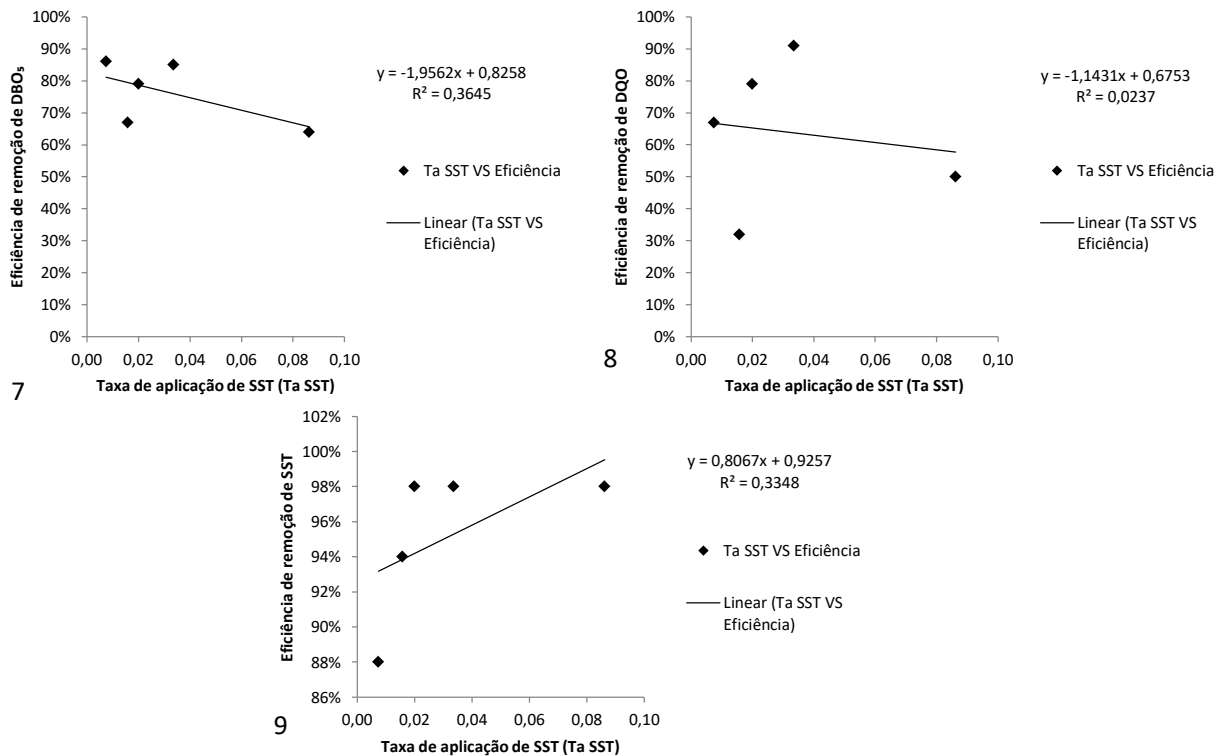 100%
90%
80%
70%
60%
50%
40%
30%
20%
10%
0%
0,00 0,02 0,04 0,06 0,08 0,10
Eficiência de remoção de DBO₅
Taxa de aplicação de SST (Ta SST)
y = -1,9562x + 0,8258
R² = 0,3645
Ta SST VS Eficiência
Linear (Ta SST VS
Eficiência)
7
100%
90%
80%
70%
60%
50%
40%
30%
20%
10%
0%
0,00 0,02 0,04 0,06 0,08 0,10
Eficiência de remoção de DQO
Taxa de aplicação de SST (Ta SST)
y = -1,1431x + 0,6753
R² = 0,0237
Ta SST VS Eficiência
Linear (Ta SST VS
Eficiência)
8
102%
100%
98%
96%
94%
92%
90%
88%
86%
0,00 0,02 0,04 0,06 0,08 0,10
Eficiência de remoção de SST
Taxa de aplicação de SST (Ta SST)
y = 0,8067x + 0,9257
R² = 0,3348
Ta SST VS Eficiência
Linear (Ta SST VS
Eficiência)
9